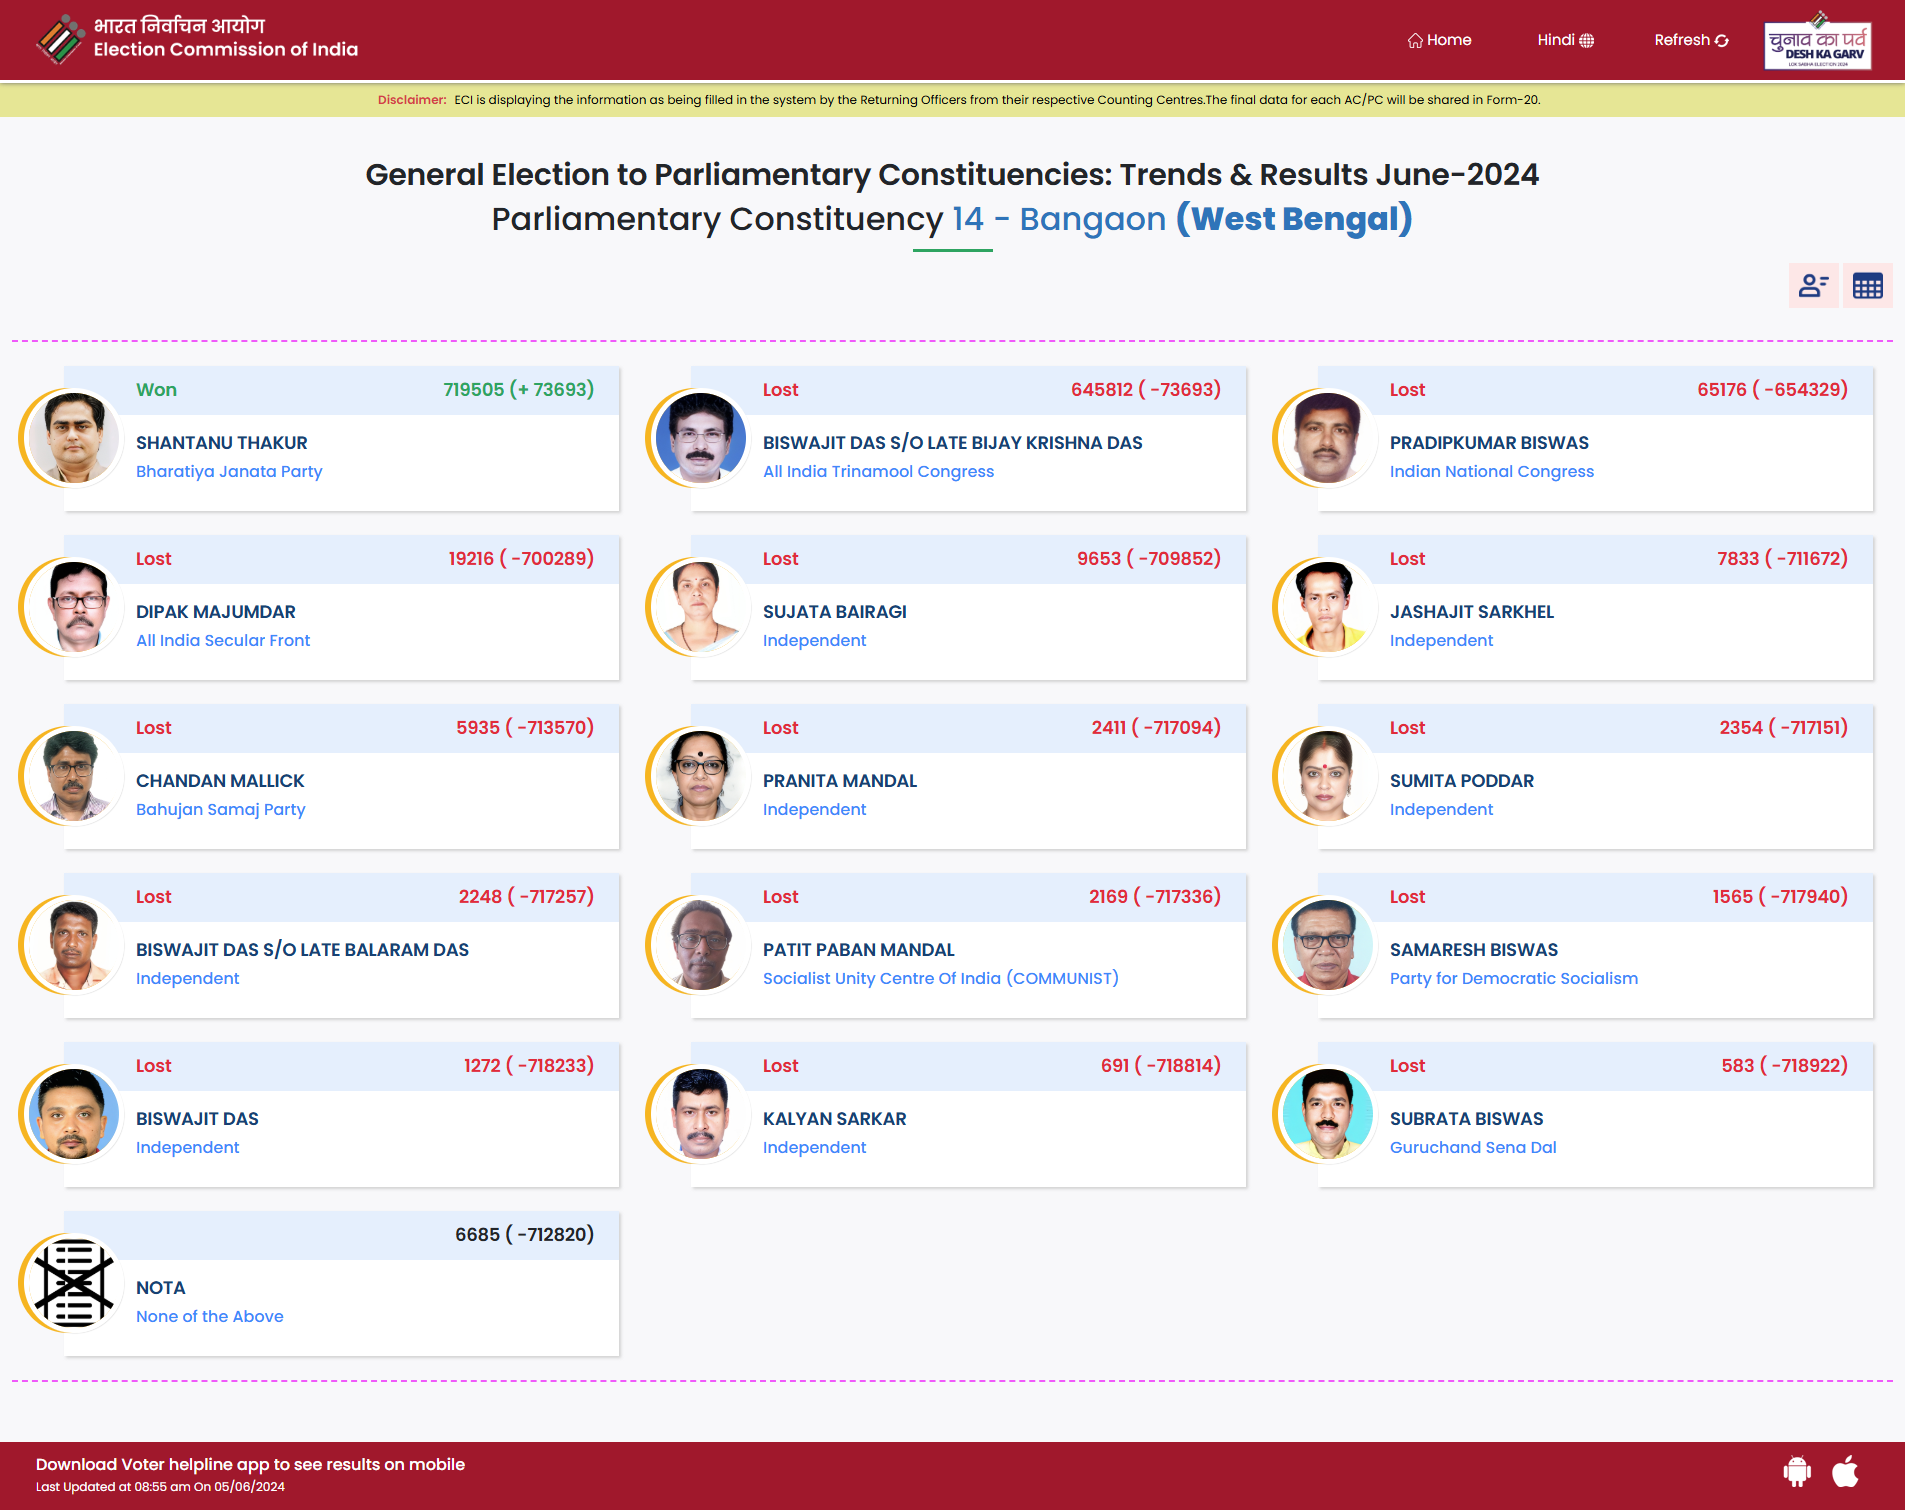 भारत निर्वाचन आयोग
Election Commission of India
Home
Hindi
Refresh
चुनाव का पर्व
DESH KA GARV
LOK SABHA ELECTION 2024
Disclaimer: ECI is displaying the information as being filled in the system by the Returning Officers from their respective Counting Centres.The final data for each AC/PC will be shared in Form-20.
General Election to Parliamentary Constituencies: Trends & Results June-2024
Parliamentary Constituency 14 - Bangaon (West Bengal)
Won 719505 (+ 73693)
SHANTANU THAKUR
Bharatiya Janata Party
Lost 645812 ( -73693)
BISWAJIT DAS S/O LATE BIJAY KRISHNA DAS
All India Trinamool Congress
Lost 65176 ( -654329)
PRADIPKUMAR BISWAS
Indian National Congress
Lost 19216 ( -700289)
DIPAK MAJUMDAR
All India Secular Front
Lost 9653 ( -709852)
SUJATA BAIRAGI
Independent
Lost 7833 ( -711672)
JASHAJIT SARKHEL
Independent
Lost 5935 ( -713570)
CHANDAN MALLICK
Bahujan Samaj Party
Lost 2411 ( -717094)
PRANITA MANDAL
Independent
Lost 2354 ( -717151)
SUMITA PODDAR
Independent
Lost 2248 ( -717257)
BISWAJIT DAS S/O LATE BALARAM DAS
Independent
Lost 2169 ( -717336)
PATIT PABAN MANDAL
Socialist Unity Centre Of India (COMMUNIST)
Lost 1565 ( -717940)
SAMARESH BISWAS
Party for Democratic Socialism
Lost 1272 ( -718233)
BISWAJIT DAS
Independent
Lost 691 ( -718814)
KALYAN SARKAR
Independent
Lost 583 ( -718922)
SUBRATA BISWAS
Guruchand Sena Dal
6685 ( -712820)
NOTA
None of the Above
Download Voter helpline app to see results on mobile
Last Updated at 08:55 am On 05/06/2024